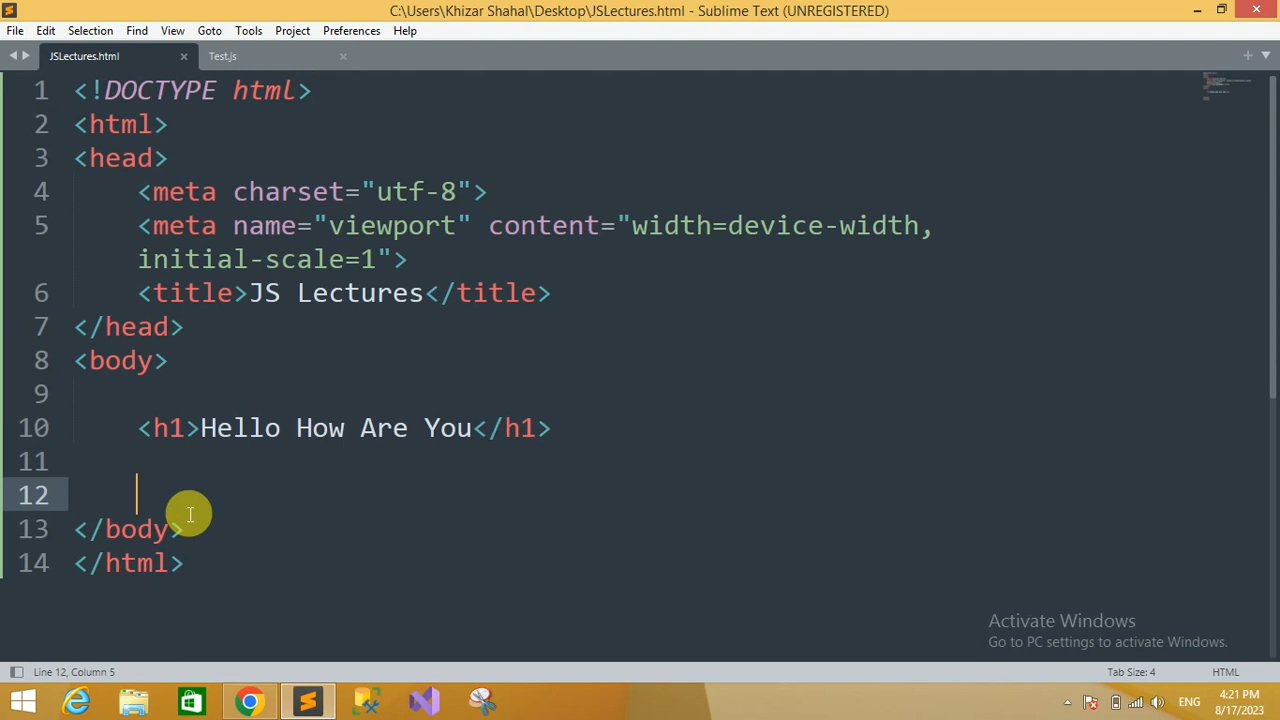 C:\Users\Khizar Shahal\Desktop\JSLectures.html - Sublime Text (UNREGISTERED)
File Edit Selection Find View Goto Tools Project Preferences Help
JSLectures.html Test.js
1 <!DOCTYPE html>
2 <html>
3 <head>
4 <meta charset="utf-8">
5 <meta name="viewport" content="width=device-width,
initial-scale=1">
6 <title>JS Lectures</title>
7 </head>
8 <body>
9
10 <h1>Hello How Are You</h1>
11
12
13 </body>
14 </html>
Activate Windows
Go to PC settings to activate Windows.
Line 12, Column 5 Tab Size: 4 HTML
ENG 4:21 PM
8/17/2023